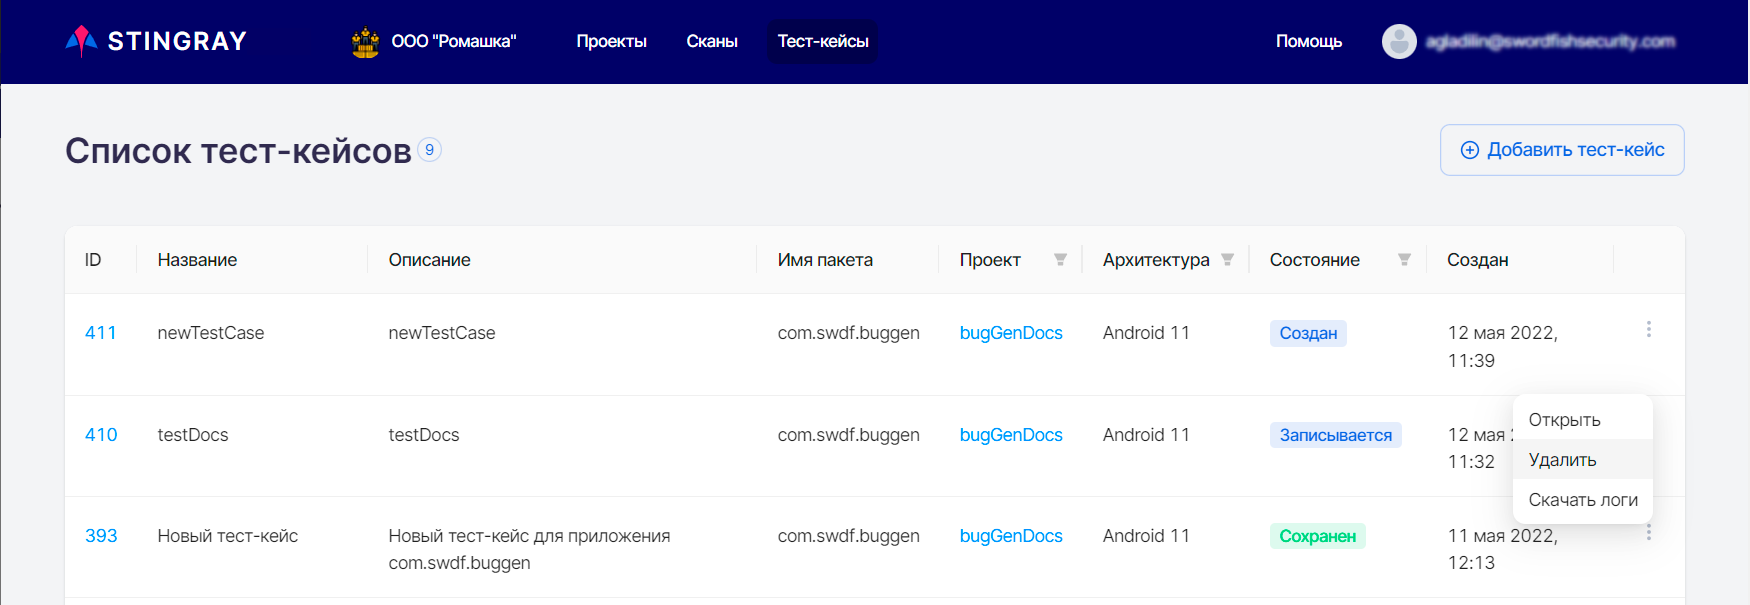 STINGRAY ООО "Ромашка" Проекты Сканы Тест-кейсы Помощь agladilin@swordfishsecurity.com
Список тест-кейсов 9 Добавить тест-кейс
ID Название Описание Имя пакета Проект Архитектура Состояние Создан
411 newTestCase newTestCase com.swdf.buggen bugGenDocs Android 11 Создан 12 мая 2022,
11:39
410 testDocs testDocs com.swdf.buggen bugGenDocs Android 11 Записывается 12 мая
11:32
Открыть
Удалить
Скачать логи
393 Новый тест-кейс Новый тест-кейс для приложения com.swdf.buggen bugGenDocs Android 11 Сохранен 11 мая 2022,
com.swdf.buggen 12:13